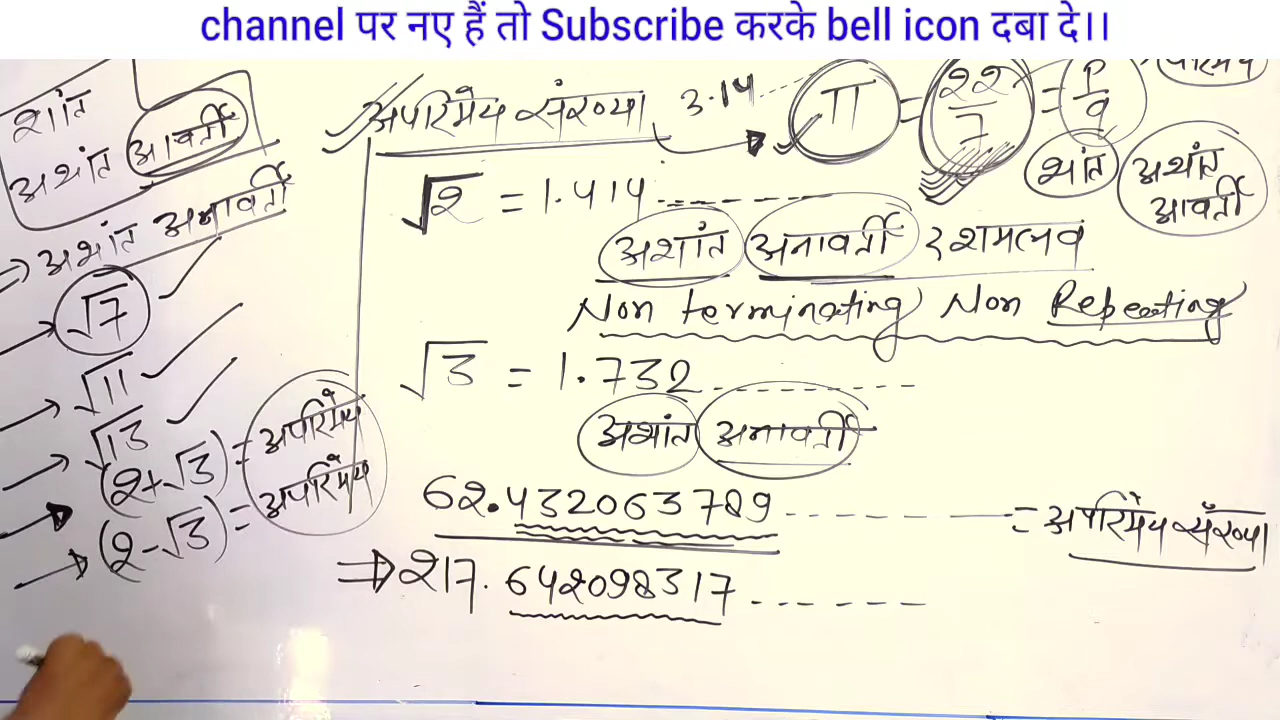 channel पर नए हैं तो Subscribe करके bell icon दबा दे।।
शांत
अशांत आवर्ती
⇒ अशांत अनावर्ती
→ √7
→ √11
→ √13
→ (2+√3) = अपरिमेय
→ (2-√3) = अपरिमेय
अपरिमेय संख्या 3.14------ → π = 22/7 = p/q
शांत अशांत आवर्ती
√2 = 1.414---------
अशांत अनावर्ती दशमलव
Non terminating Non Repeating
√3 = 1.732---------
अशांत अनावर्ती
62.432063789--------- = अपरिमेय संख्या
⇒ 217.642098317------